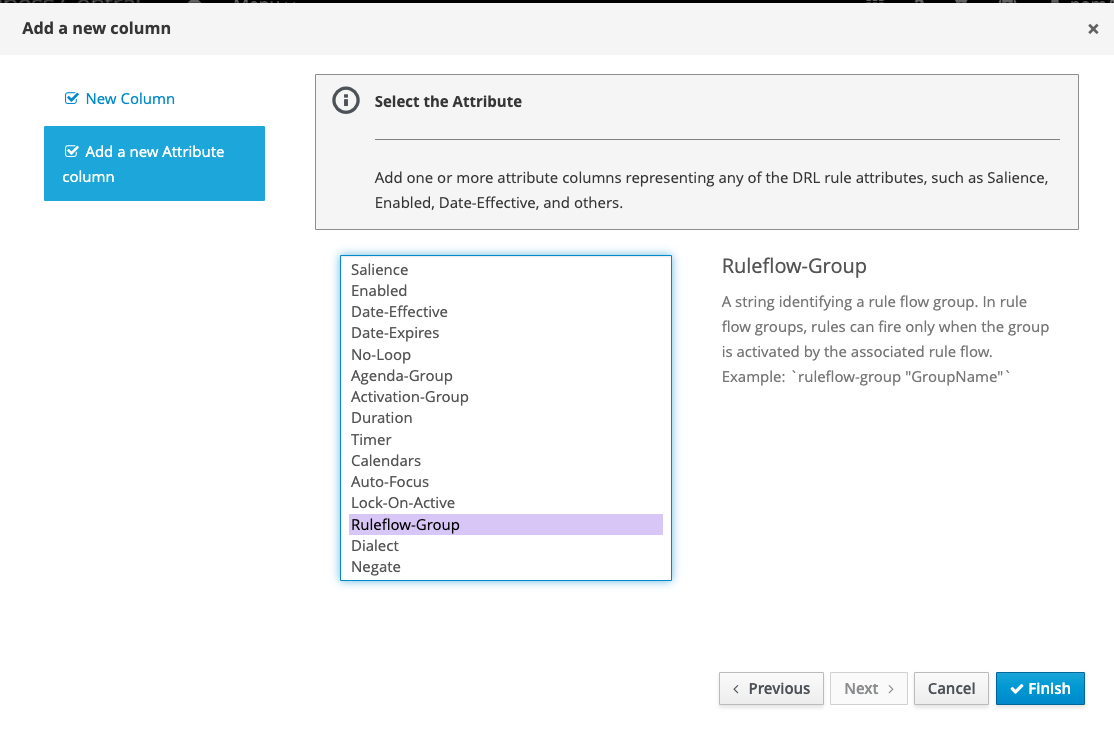 Add a new column
New Column
Add a new Attribute
column
Select the Attribute
Add one or more attribute columns representing any of the DRL rule attributes, such as Salience,
Enabled, Date-Effective, and others.
Salience
Enabled
Date-Effective
Date-Expires
No-Loop
Agenda-Group
Activation-Group
Duration
Timer
Calendars
Auto-Focus
Lock-On-Active
Ruleflow-Group
Dialect
Negate
Ruleflow-Group
A string identifying a rule flow group. In rule
flow groups, rules can fire only when the group
is activated by the associated rule flow.
Example: `ruleflow-group "GroupName"`
Previous
Next
Cancel
Finish